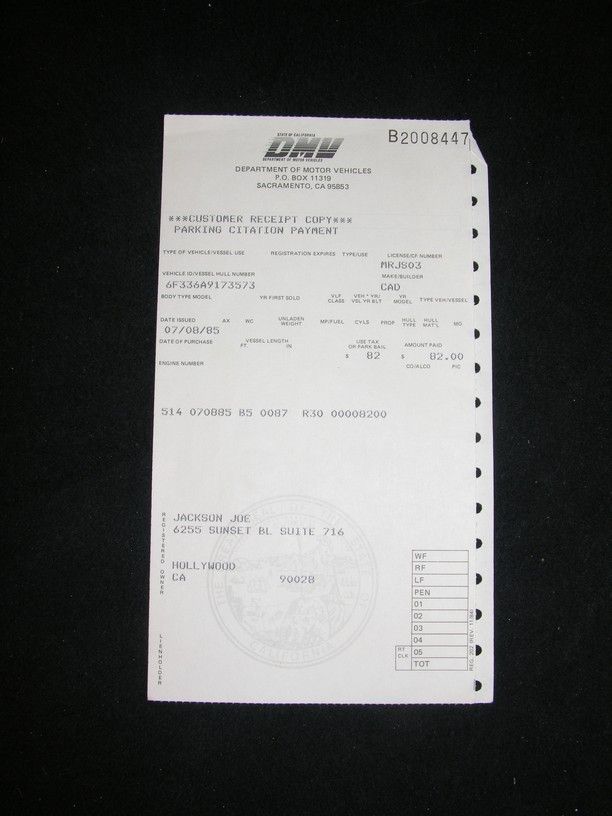 STATE OF CALIFORNIA
DMV
DEPARTMENT OF MOTOR VEHICLES
B2008447
DEPARTMENT OF MOTOR VEHICLES
P.O. BOX 11319
SACRAMENTO, CA 95853
***CUSTOMER RECEIPT COPY***
PARKING CITATION PAYMENT
TYPE OF VEHICLE/VESSEL USE REGISTRATION EXPIRES TYPE/USE LICENSE/CF NUMBER
MRJS03
VEHICLE ID/VESSEL HULL NUMBER MAKE/BUILDER
6F336A9173573 CAD
BODY TYPE MODEL YR FIRST SOLD VLF CLASS VEH * YR/ VSL YR BLT YR MODEL TYPE VEH/VESSEL
DATE ISSUED AX WC UNLADEN WEIGHT MP/FUEL CYLS PROP HULL TYPE HULL MAT'L MO
07/08/85
DATE OF PURCHASE VESSEL LENGTH FT. IN USE TAX OR PARK BAIL AMOUNT PAID
$ 82 $ 82.00
ENGINE NUMBER CO/ALCO PIC
514 070885 B5 0087 R30 00008200
REGISTERED OWNER
JACKSON JOE
6255 SUNSET BL SUITE 716
HOLLYWOOD
CA 90028
LIENHOLDER
WF
RF
LF
PEN
01
02
03
04
RT CLK 05
TOT
CALIFORNIA